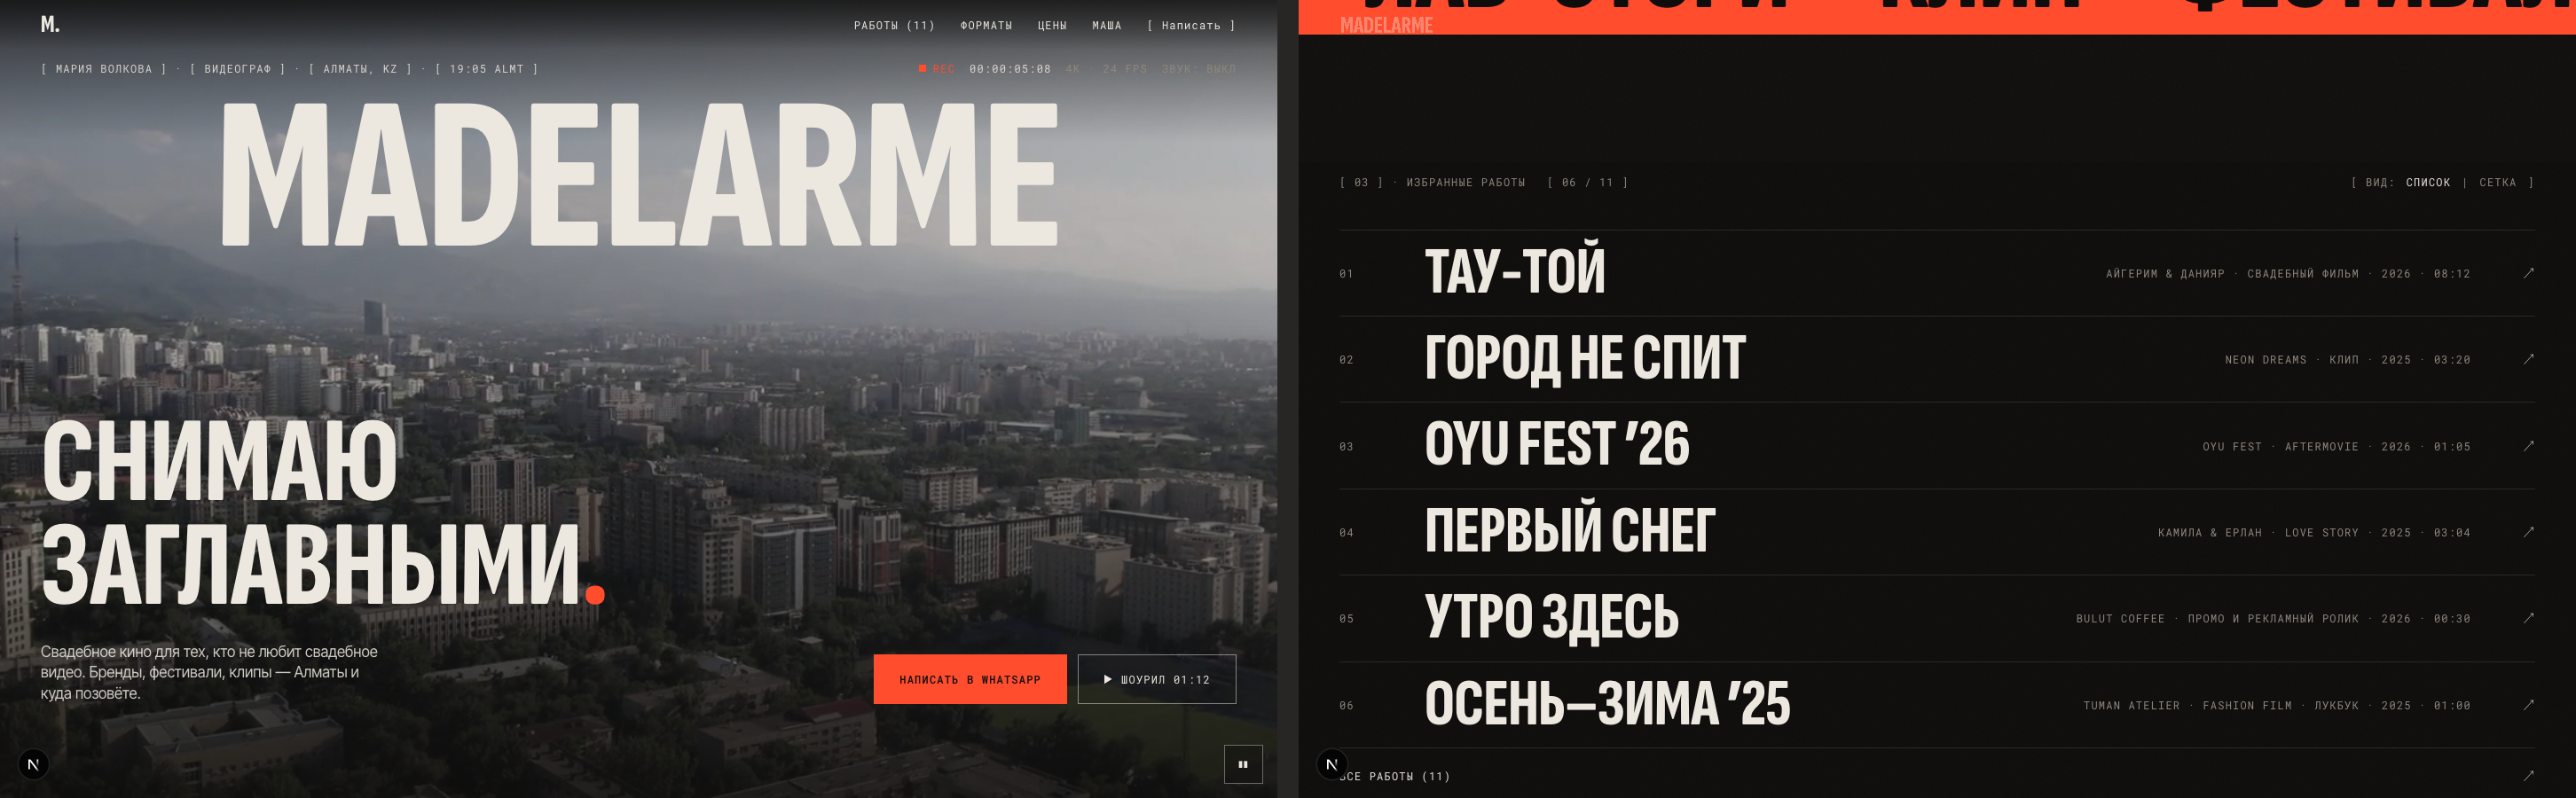 М.
РАБОТЫ (11) ФОРМАТЫ ЦЕНЫ МАША [ Написать ]
[ МАРИЯ ВОЛКОВА ] · [ ВИДЕОГРАФ ] · [ АЛМАТЫ, KZ ] · [ 19:05 ALMT ]
REC 00:00:05:08 4K · 24 FPS ЗВУК: ВЫКЛ
MADELARME
СНИМАЮ
ЗАГЛАВНЫМИ.
Свадебное кино для тех, кто не любит свадебное
видео. Бренды, фестивали, клипы — Алматы и
куда позовёте.
НАПИСАТЬ В WHATSAPP
ШОУРИЛ 01:12
N
MADELARME
[ 03 ] · ИЗБРАННЫЕ РАБОТЫ [ 06 / 11 ]
[ ВИД: СПИСОК | СЕТКА ]
01 ТАУ-ТОЙ АЙГЕРИМ & ДАНИЯР · СВАДЕБНЫЙ ФИЛЬМ · 2026 · 08:12
02 ГОРОД НЕ СПИТ NEON DREAMS · КЛИП · 2025 · 03:20
03 OYU FEST ’26 OYU FEST · AFTERMOVIE · 2026 · 01:05
04 ПЕРВЫЙ СНЕГ КАМИЛА & ЕРЛАН · LOVE STORY · 2025 · 03:04
05 УТРО ЗДЕСЬ BULUT COFFEE · ПРОМО И РЕКЛАМНЫЙ РОЛИК · 2026 · 00:30
06 ОСЕНЬ—ЗИМА ’25 TUMAN ATELIER · FASHION FILM · ЛУКБУК · 2025 · 01:00
N
ВСЕ РАБОТЫ (11)